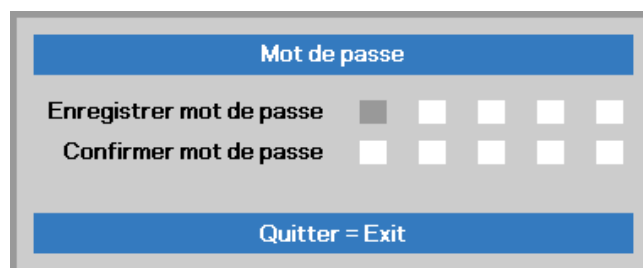 Mot de passe
Enregistrer mot de passe
Confirmer mot de passe
Quitter = Exit